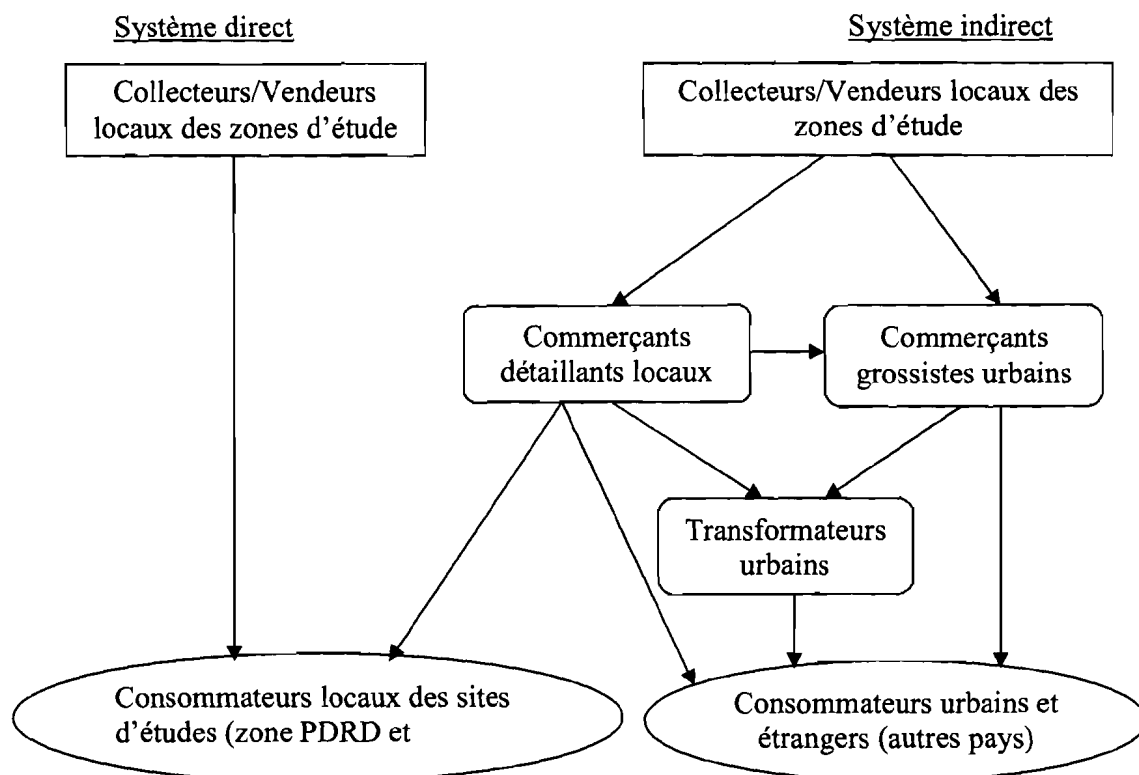 Système direct
Système indirect
Collecteurs/Vendeurs
locaux des zones d'étude
Collecteurs/Vendeurs locaux des
zones d'étude
Commerçants
détaillants locaux
Commerçants
grossistes urbains
Transformateurs
urbains
Consommateurs locaux des sites
d'études (zone PDRD et
Consommateurs urbains et
étrangers (autres pays)